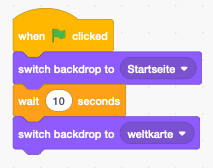 when clicked
switch backdrop to Startseite
wait 10 seconds
switch backdrop to weltkarte